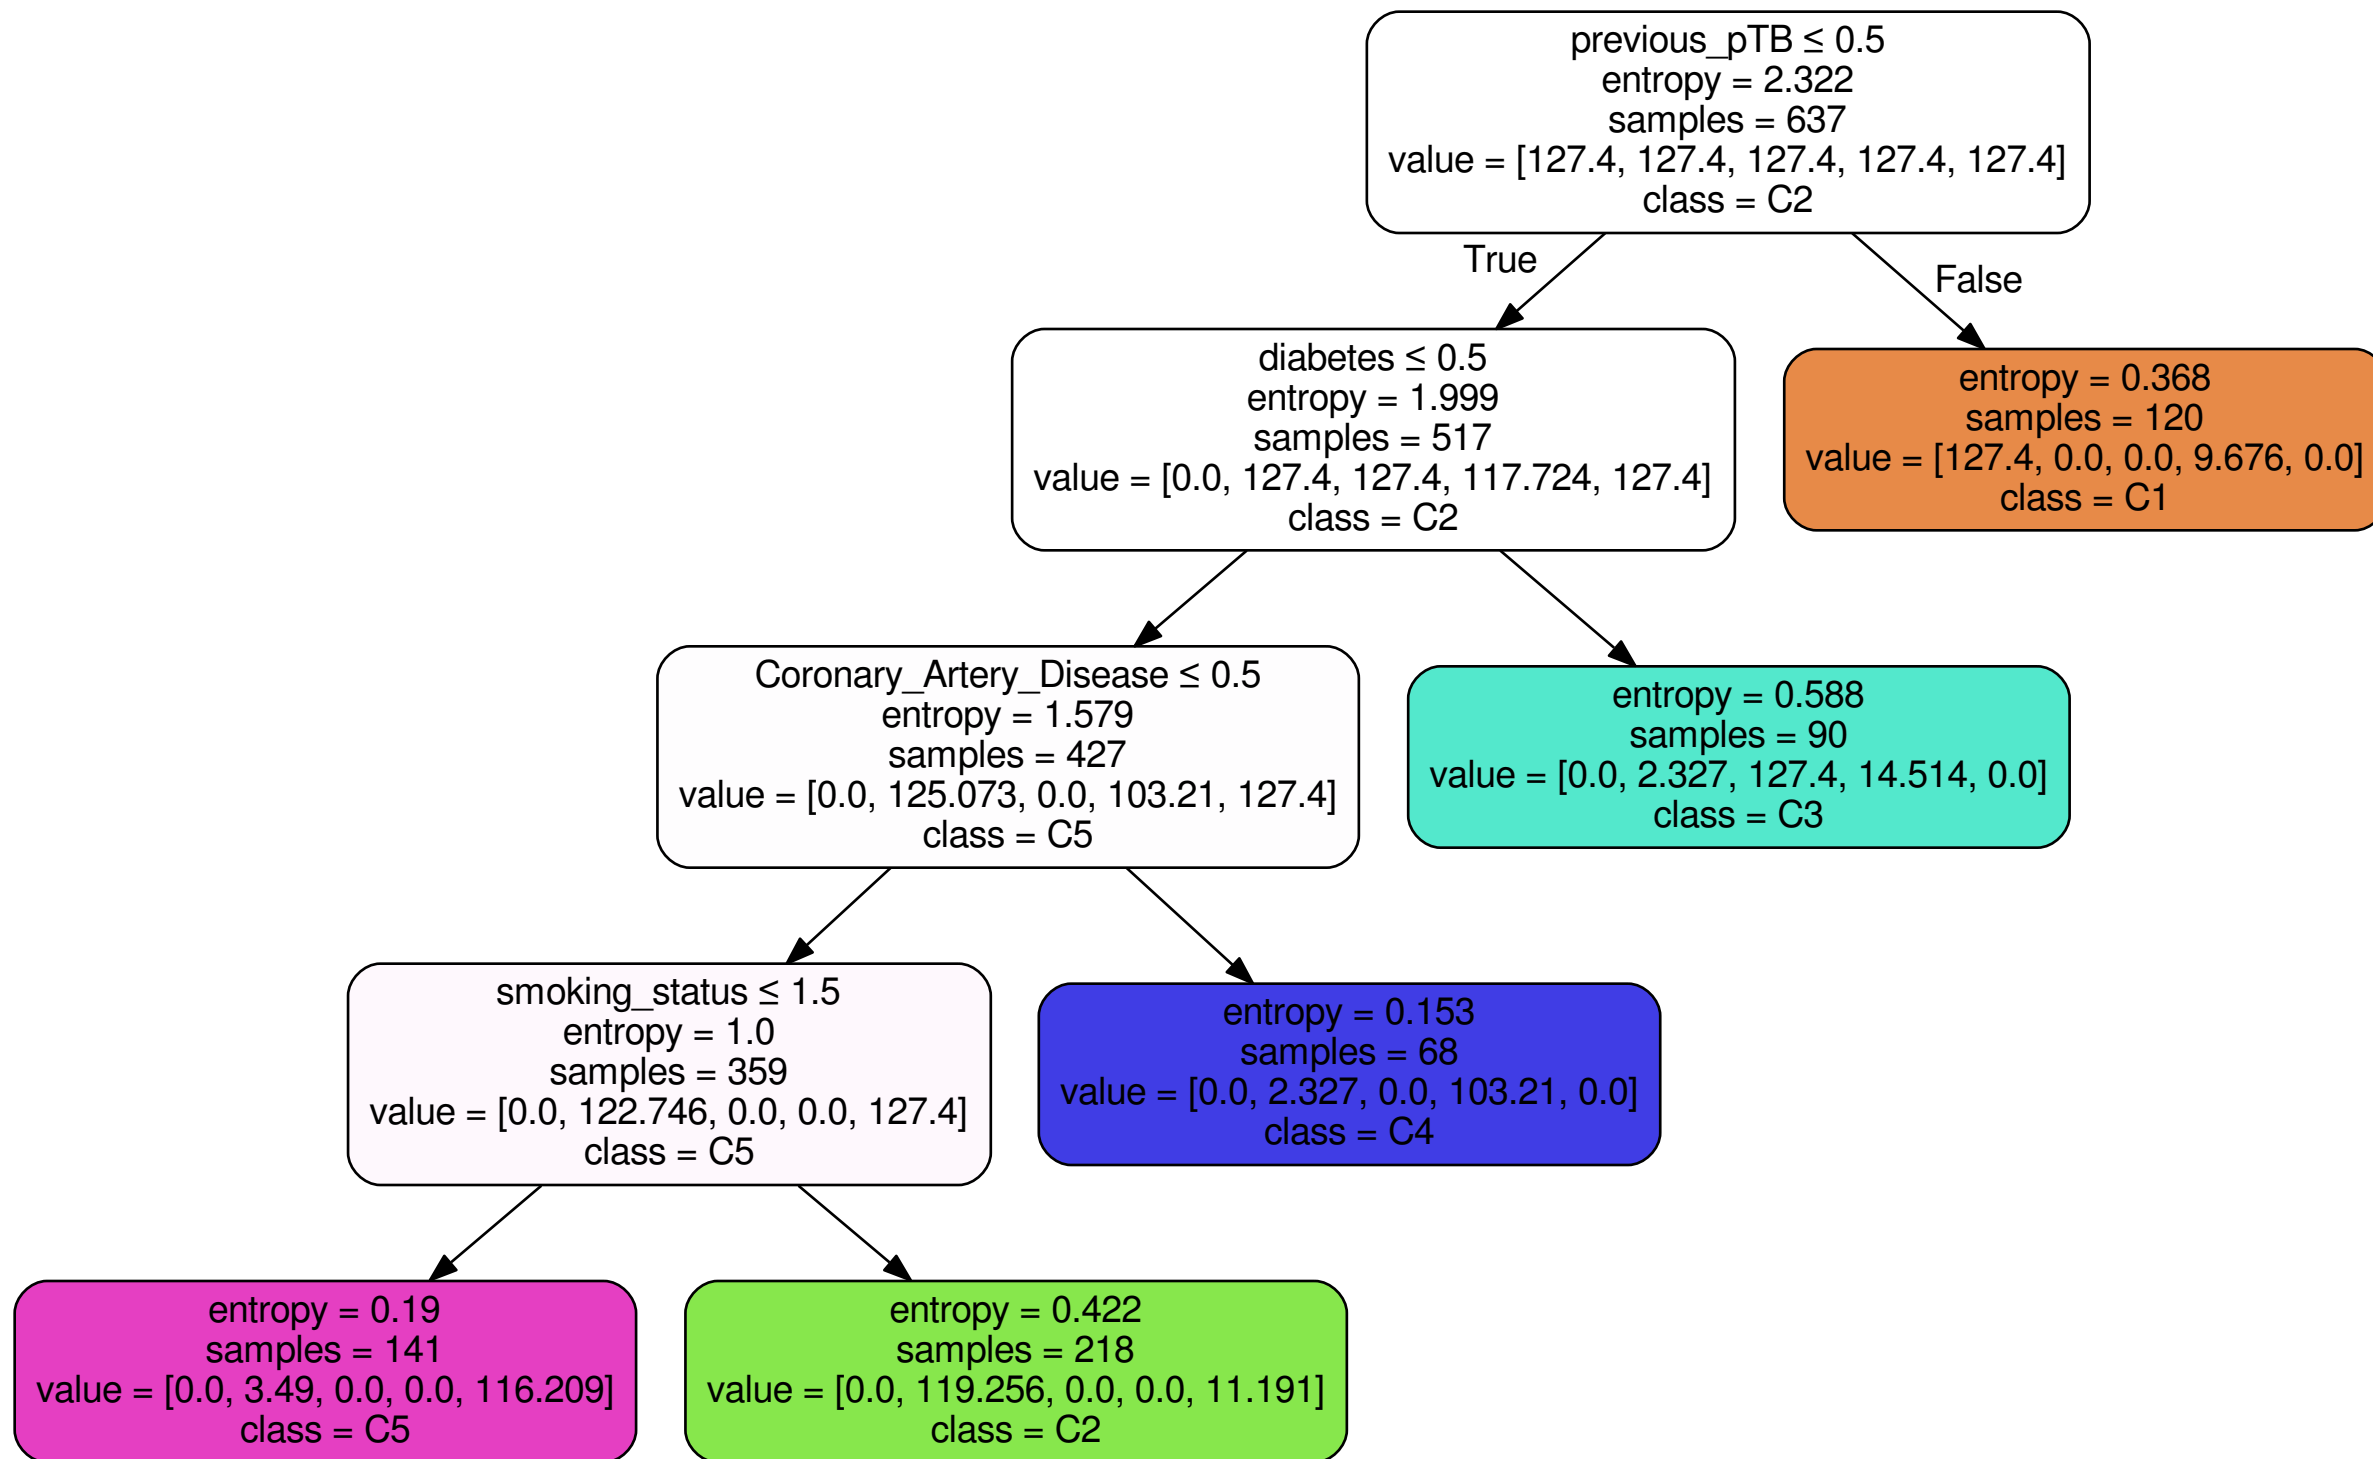 previous_pTB ≤ 0.5
entropy = 2.322
samples = 637
value = [127.4, 127.4, 127.4, 127.4, 127.4]
class = C2
True
False
diabetes ≤ 0.5
entropy = 1.999
samples = 517
value = [0.0, 127.4, 127.4, 117.724, 127.4]
class = C2
entropy = 0.368
samples = 120
value = [127.4, 0.0, 0.0, 9.676, 0.0]
class = C1
Coronary_Artery_Disease ≤ 0.5
entropy = 1.579
samples = 427
value = [0.0, 125.073, 0.0, 103.21, 127.4]
class = C5
entropy = 0.588
samples = 90
value = [0.0, 2.327, 127.4, 14.514, 0.0]
class = C3
smoking_status ≤ 1.5
entropy = 1.0
samples = 359
value = [0.0, 122.746, 0.0, 0.0, 127.4]
class = C5
entropy = 0.153
samples = 68
value = [0.0, 2.327, 0.0, 103.21, 0.0]
class = C4
entropy = 0.19
samples = 141
value = [0.0, 3.49, 0.0, 0.0, 116.209]
class = C5
entropy = 0.422
samples = 218
value = [0.0, 119.256, 0.0, 0.0, 11.191]
class = C2